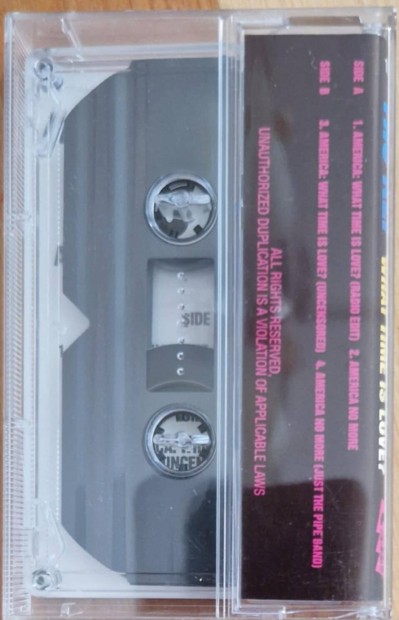 SIDE A 1. AMERICA: WHAT TIME IS LOVE? (RADIO EDIT) 2. AMERICA NO MORE
SIDE B 3. AMERICA: WHAT TIME IS LOVE? (UNCENSORED) 4. AMERICA NO MORE (JUST THE PIPE BAND)
ALL RIGHTS RESERVED.
UNAUTHORIZED DUPLICATION IS A VIOLATION OF APPLICABLE LAWS
WHAT TIME IS LOVE?
SIDE